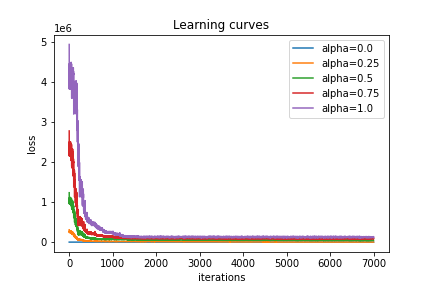 Learning curves
1e6
5
4
3
2
1
0
loss
0 1000 2000 3000 4000 5000 6000 7000
iterations
alpha=0.0
alpha=0.25
alpha=0.5
alpha=0.75
alpha=1.0